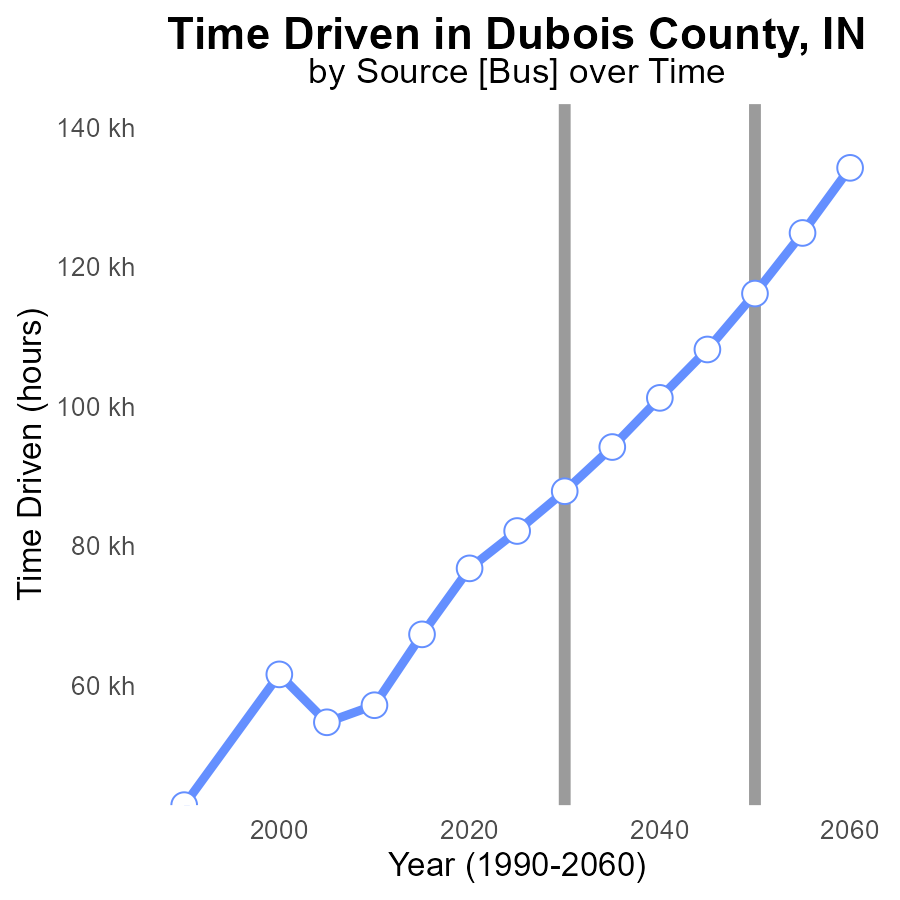 Time Driven in Dubois County, IN
by Source [Bus] over Time
Time Driven (hours)
140 kh
120 kh
100 kh
80 kh
60 kh
2000 2020 2040 2060
Year (1990-2060)